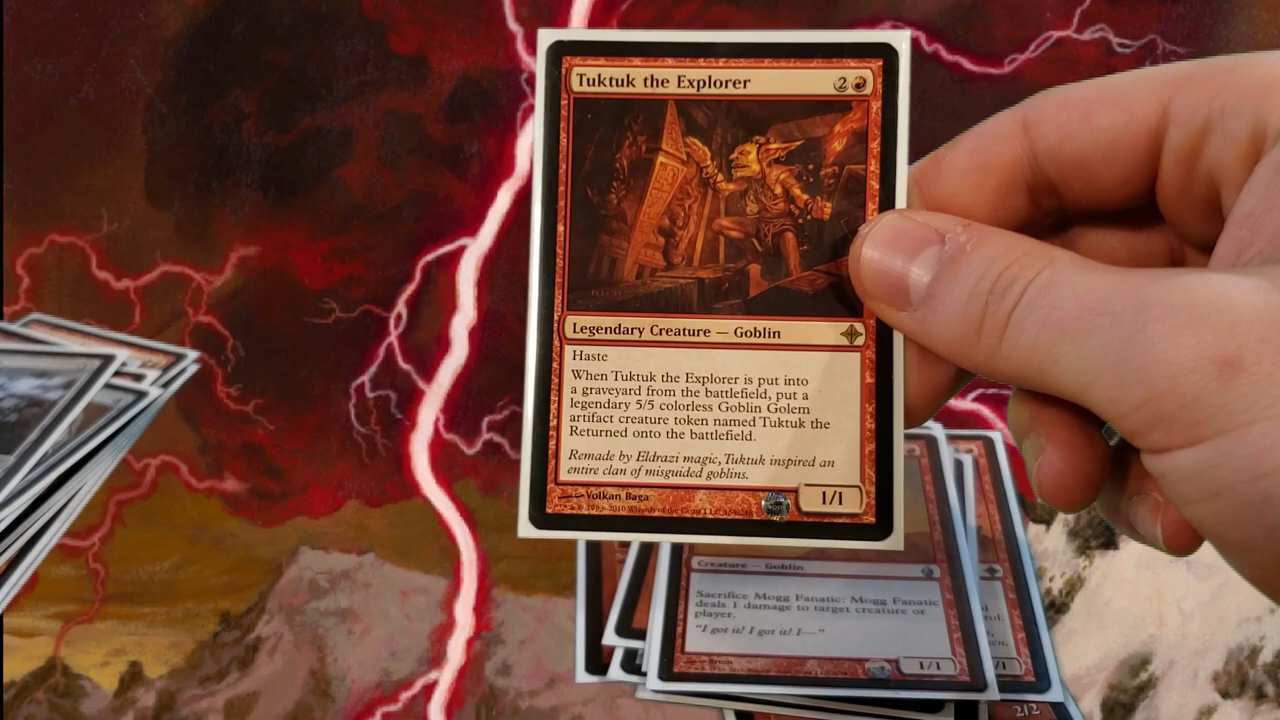 Tuktuk the Explorer 2
Legendary Creature — Goblin
Haste
When Tuktuk the Explorer is put into
a graveyard from the battlefield, put a
legendary 5/5 colorless Goblin Golem
artifact creature token named Tuktuk the
Returned onto the battlefield.
Remade by Eldrazi magic, Tuktuk inspired an
entire clan of misguided goblins.
Volkan Baga
1/1
Creature — Goblin
Sacrifice Mogg Fanatic: Mogg Fanatic
deals 1 damage to target creature or
player.
"I got it! I got it! I—"
Brom
1/1
2/2